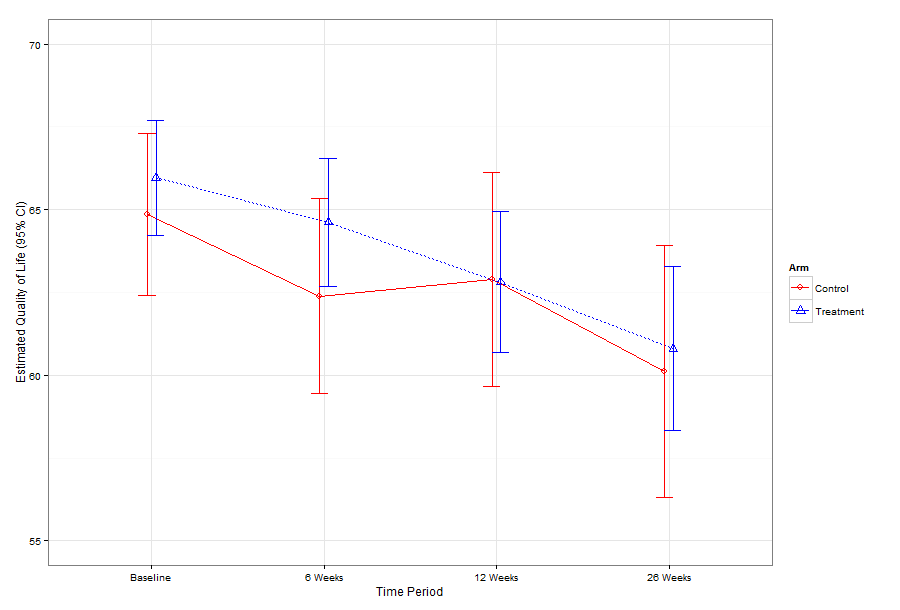 70
65
60
55
Estimated Quality of Life (95% CI)
Baseline
6 Weeks
12 Weeks
26 Weeks
Time Period
Arm
Control
Treatment